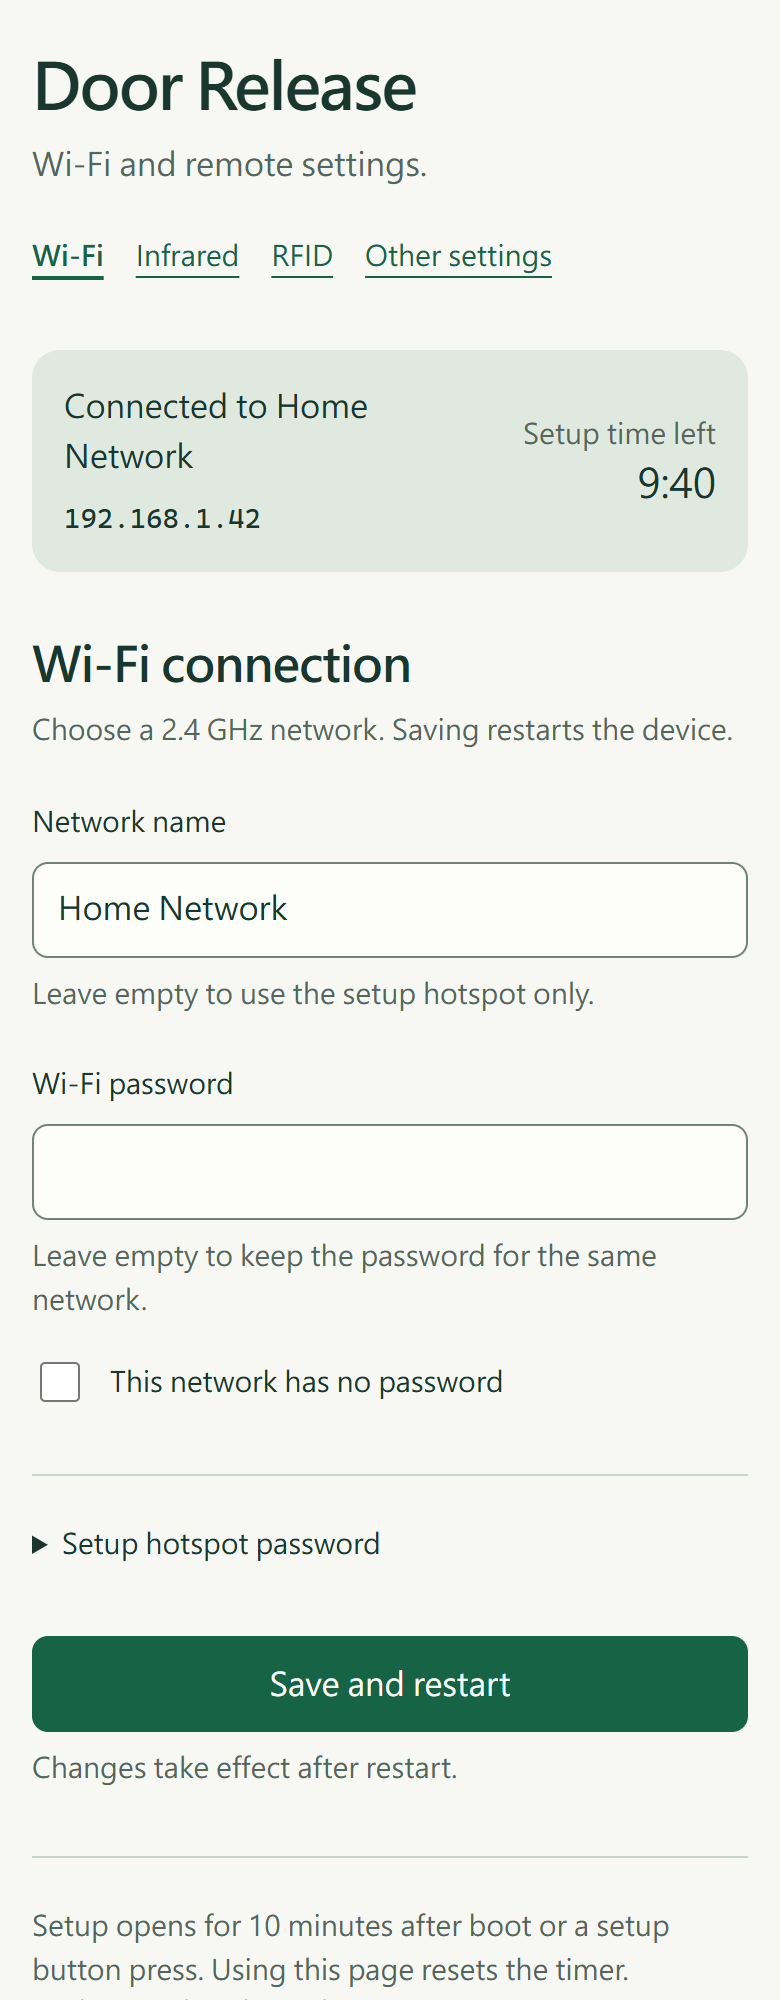 Door Release
Wi-Fi and remote settings.
Wi-Fi Infrared RFID Other settings
Connected to Home
Network
192.168.1.42
Setup time left
9:40
Wi-Fi connection
Choose a 2.4 GHz network. Saving restarts the device.
Network name
Home Network
Leave empty to use the setup hotspot only.
Wi-Fi password
Leave empty to keep the password for the same
network.
This network has no password
Setup hotspot password
Save and restart
Changes take effect after restart.
Setup opens for 10 minutes after boot or a setup
button press. Using this page resets the timer.